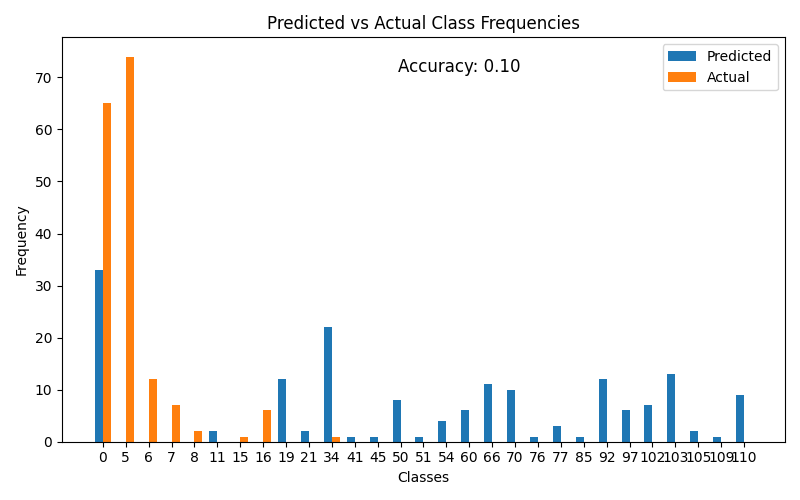 Predicted vs Actual Class Frequencies
Accuracy: 0.10
Predicted
Actual
Frequency
70
60
50
40
30
20
10
0
0 5 6 7 8 11 15 16 19 21 34 41 45 50 51 54 60 66 70 76 77 85 92 97 102 103 105 109 110
Classes